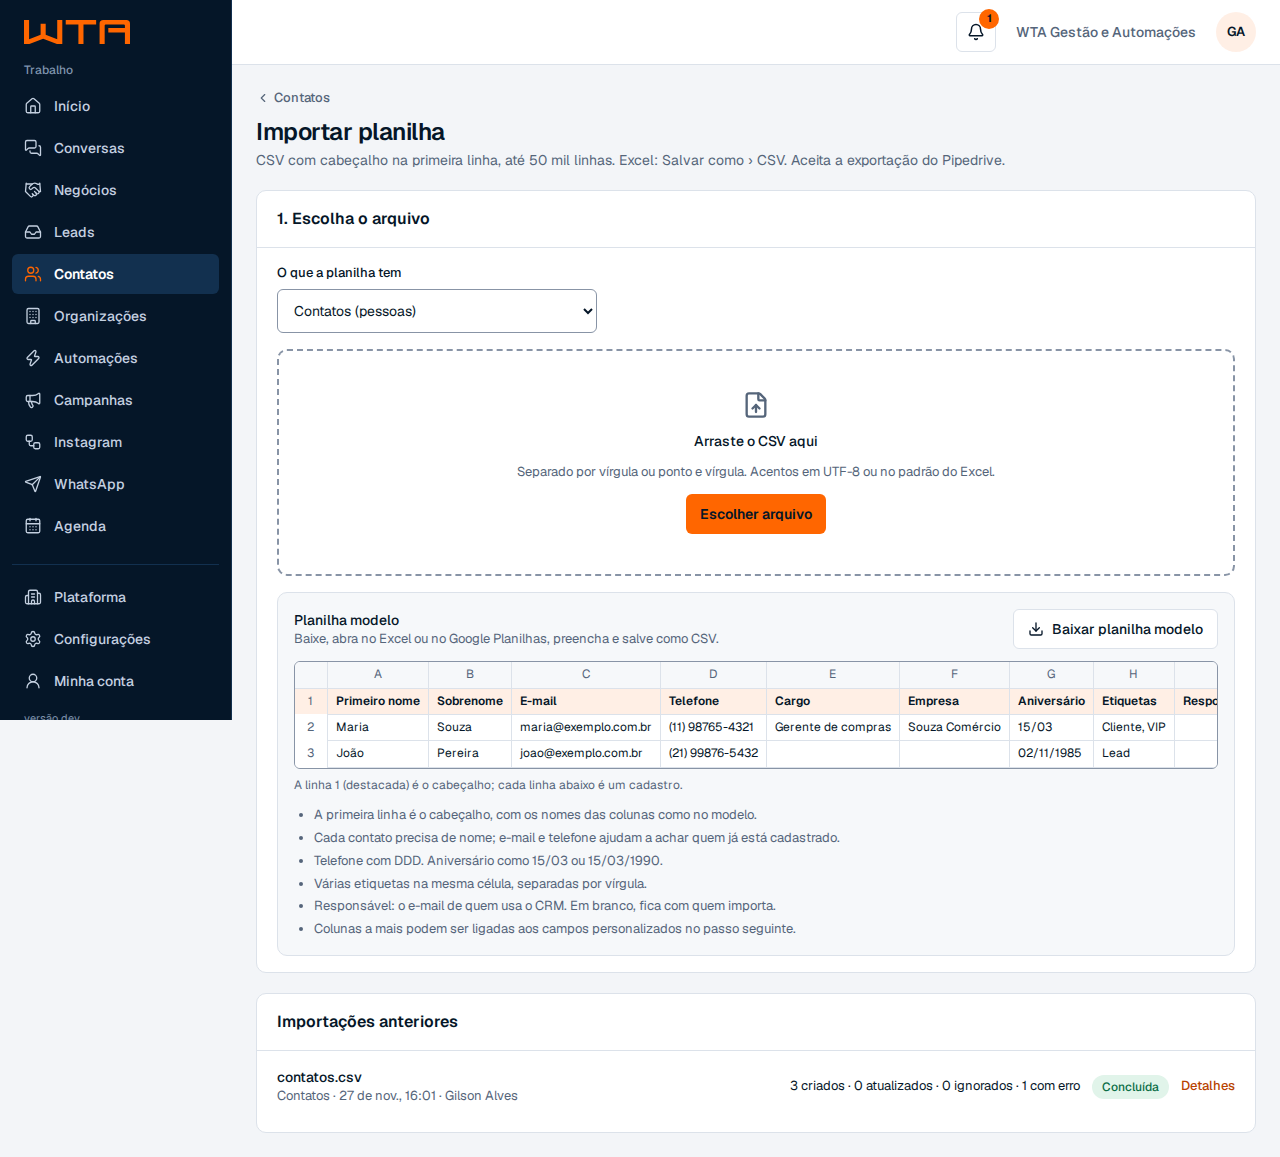 WTA
1
WTA Gestão e Automações
GA
Trabalho
Início
Conversas
Negócios
Leads
Contatos
Organizações
Automações
Campanhas
Instagram
WhatsApp
Agenda
Plataforma
Configurações
Minha conta
versão dev
Contatos
Importar planilha
CSV com cabeçalho na primeira linha, até 50 mil linhas. Excel: Salvar como › CSV. Aceita a exportação do Pipedrive.
1. Escolha o arquivo
O que a planilha tem
Contatos (pessoas)
Arraste o CSV aqui
Separado por vírgula ou ponto e vírgula. Acentos em UTF-8 ou no padrão do Excel.
Escolher arquivo
Planilha modelo
Baixe, abra no Excel ou no Google Planilhas, preencha e salve como CSV.
Baixar planilha modelo
A B C D E F G H
1 Primeiro nome Sobrenome E-mail Telefone Cargo Empresa Aniversário Etiquetas Respo
2 Maria Souza maria@exemplo.com.br (11) 98765-4321 Gerente de compras Souza Comércio 15/03 Cliente, VIP
3 João Pereira joao@exemplo.com.br (21) 99876-5432 02/11/1985 Lead
A linha 1 (destacada) é o cabeçalho; cada linha abaixo é um cadastro.
• A primeira linha é o cabeçalho, com os nomes das colunas como no modelo.
• Cada contato precisa de nome; e-mail e telefone ajudam a achar quem já está cadastrado.
• Telefone com DDD. Aniversário como 15/03 ou 15/03/1990.
• Várias etiquetas na mesma célula, separadas por vírgula.
• Responsável: o e-mail de quem usa o CRM. Em branco, fica com quem importa.
• Colunas a mais podem ser ligadas aos campos personalizados no passo seguinte.
Importações anteriores
contatos.csv
Contatos · 27 de nov., 16:01 · Gilson Alves
3 criados · 0 atualizados · 0 ignorados · 1 com erro
Concluída
Detalhes